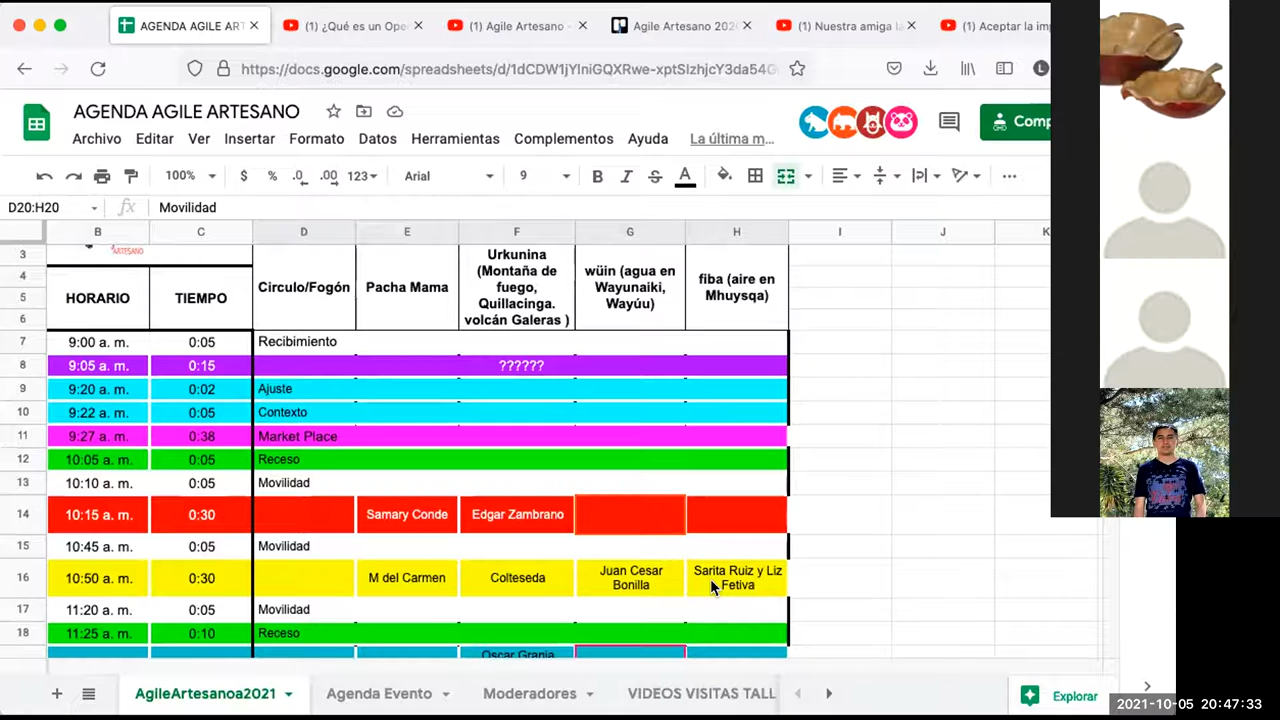 AGENDA AGILE ART
(1) ¿Qué es un Ope
(1) Agile Artesano -
Agile Artesano 202
(1) Nuestra amiga la
(1) Aceptar la im
https://docs.google.com/spreadsheets/d/1dCDW1jYlniGQXRwe-xptSIzhjcY3da54G
L
AGENDA AGILE ARTESANO
Archivo Editar Ver Insertar Formato Datos Herramientas Complementos Ayuda La última m...
Comp
100% $ % .0 .00 123 Arial 9 B I S A ...
D20:H20 fx Movilidad
B C D E F G H I J K
3
4
5
6
ARTESANO
HORARIO TIEMPO Circulo/Fogón Pacha Mama
Urkunina
(Montaña de
fuego,
Quillacinga.
volcán Galeras )
wüin (agua en
Wayunaiki,
Wayúu)
fiba (aire en
Mhuysqa)
7 9:00 a. m. 0:05 Recibimiento
8 9:05 a. m. 0:15 ??????
9 9:20 a. m. 0:02 Ajuste
10 9:22 a. m. 0:05 Contexto
11 9:27 a. m. 0:38 Market Place
12 10:05 a. m. 0:05 Receso
13 10:10 a. m. 0:05 Movilidad
14 10:15 a. m. 0:30 Samary Conde Edgar Zambrano
15 10:45 a. m. 0:05 Movilidad
16 10:50 a. m. 0:30 M del Carmen Colteseda
Juan Cesar
Bonilla
Sarita Ruiz y Liz
Fetiva
17 11:20 a. m. 0:05 Movilidad
18 11:25 a. m. 0:10 Receso
Oscar Granja
+ AgileArtesanoa2021 Agenda Evento Moderadores VIDEOS VISITAS TALL
Explorar
2021-10-05 20:47:33